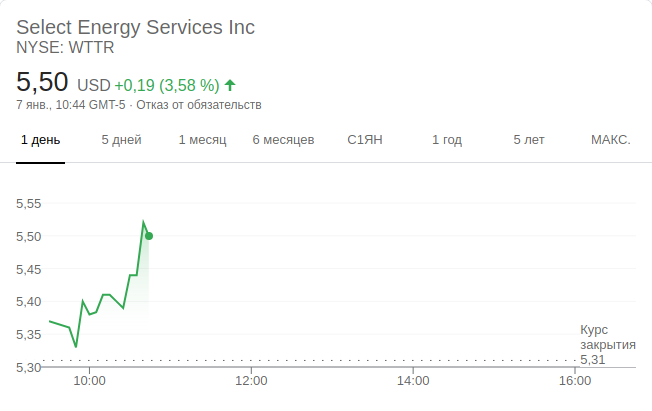 Select Energy Services Inc
NYSE: WTTR
5,50 USD +0,19 (3,58 %)
7 янв., 10:44 GMT-5 · Отказ от обязательств
1 день 5 дней 1 месяц 6 месяцев С1ЯН 1 год 5 лет МАКС.
5,55
5,50
5,45
5,40
5,35
5,30
Курс
закрытия
5,31
10:00 12:00 14:00 16:00